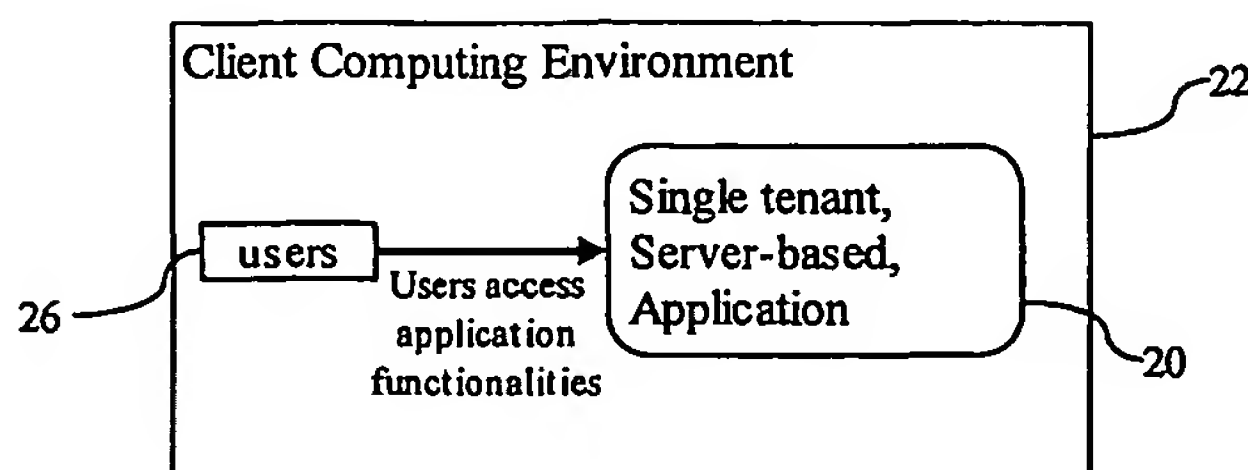 Client Computing Environment
22
Single tenant,
Server-based,
Application
users
Users access
application
functionalities
26
20